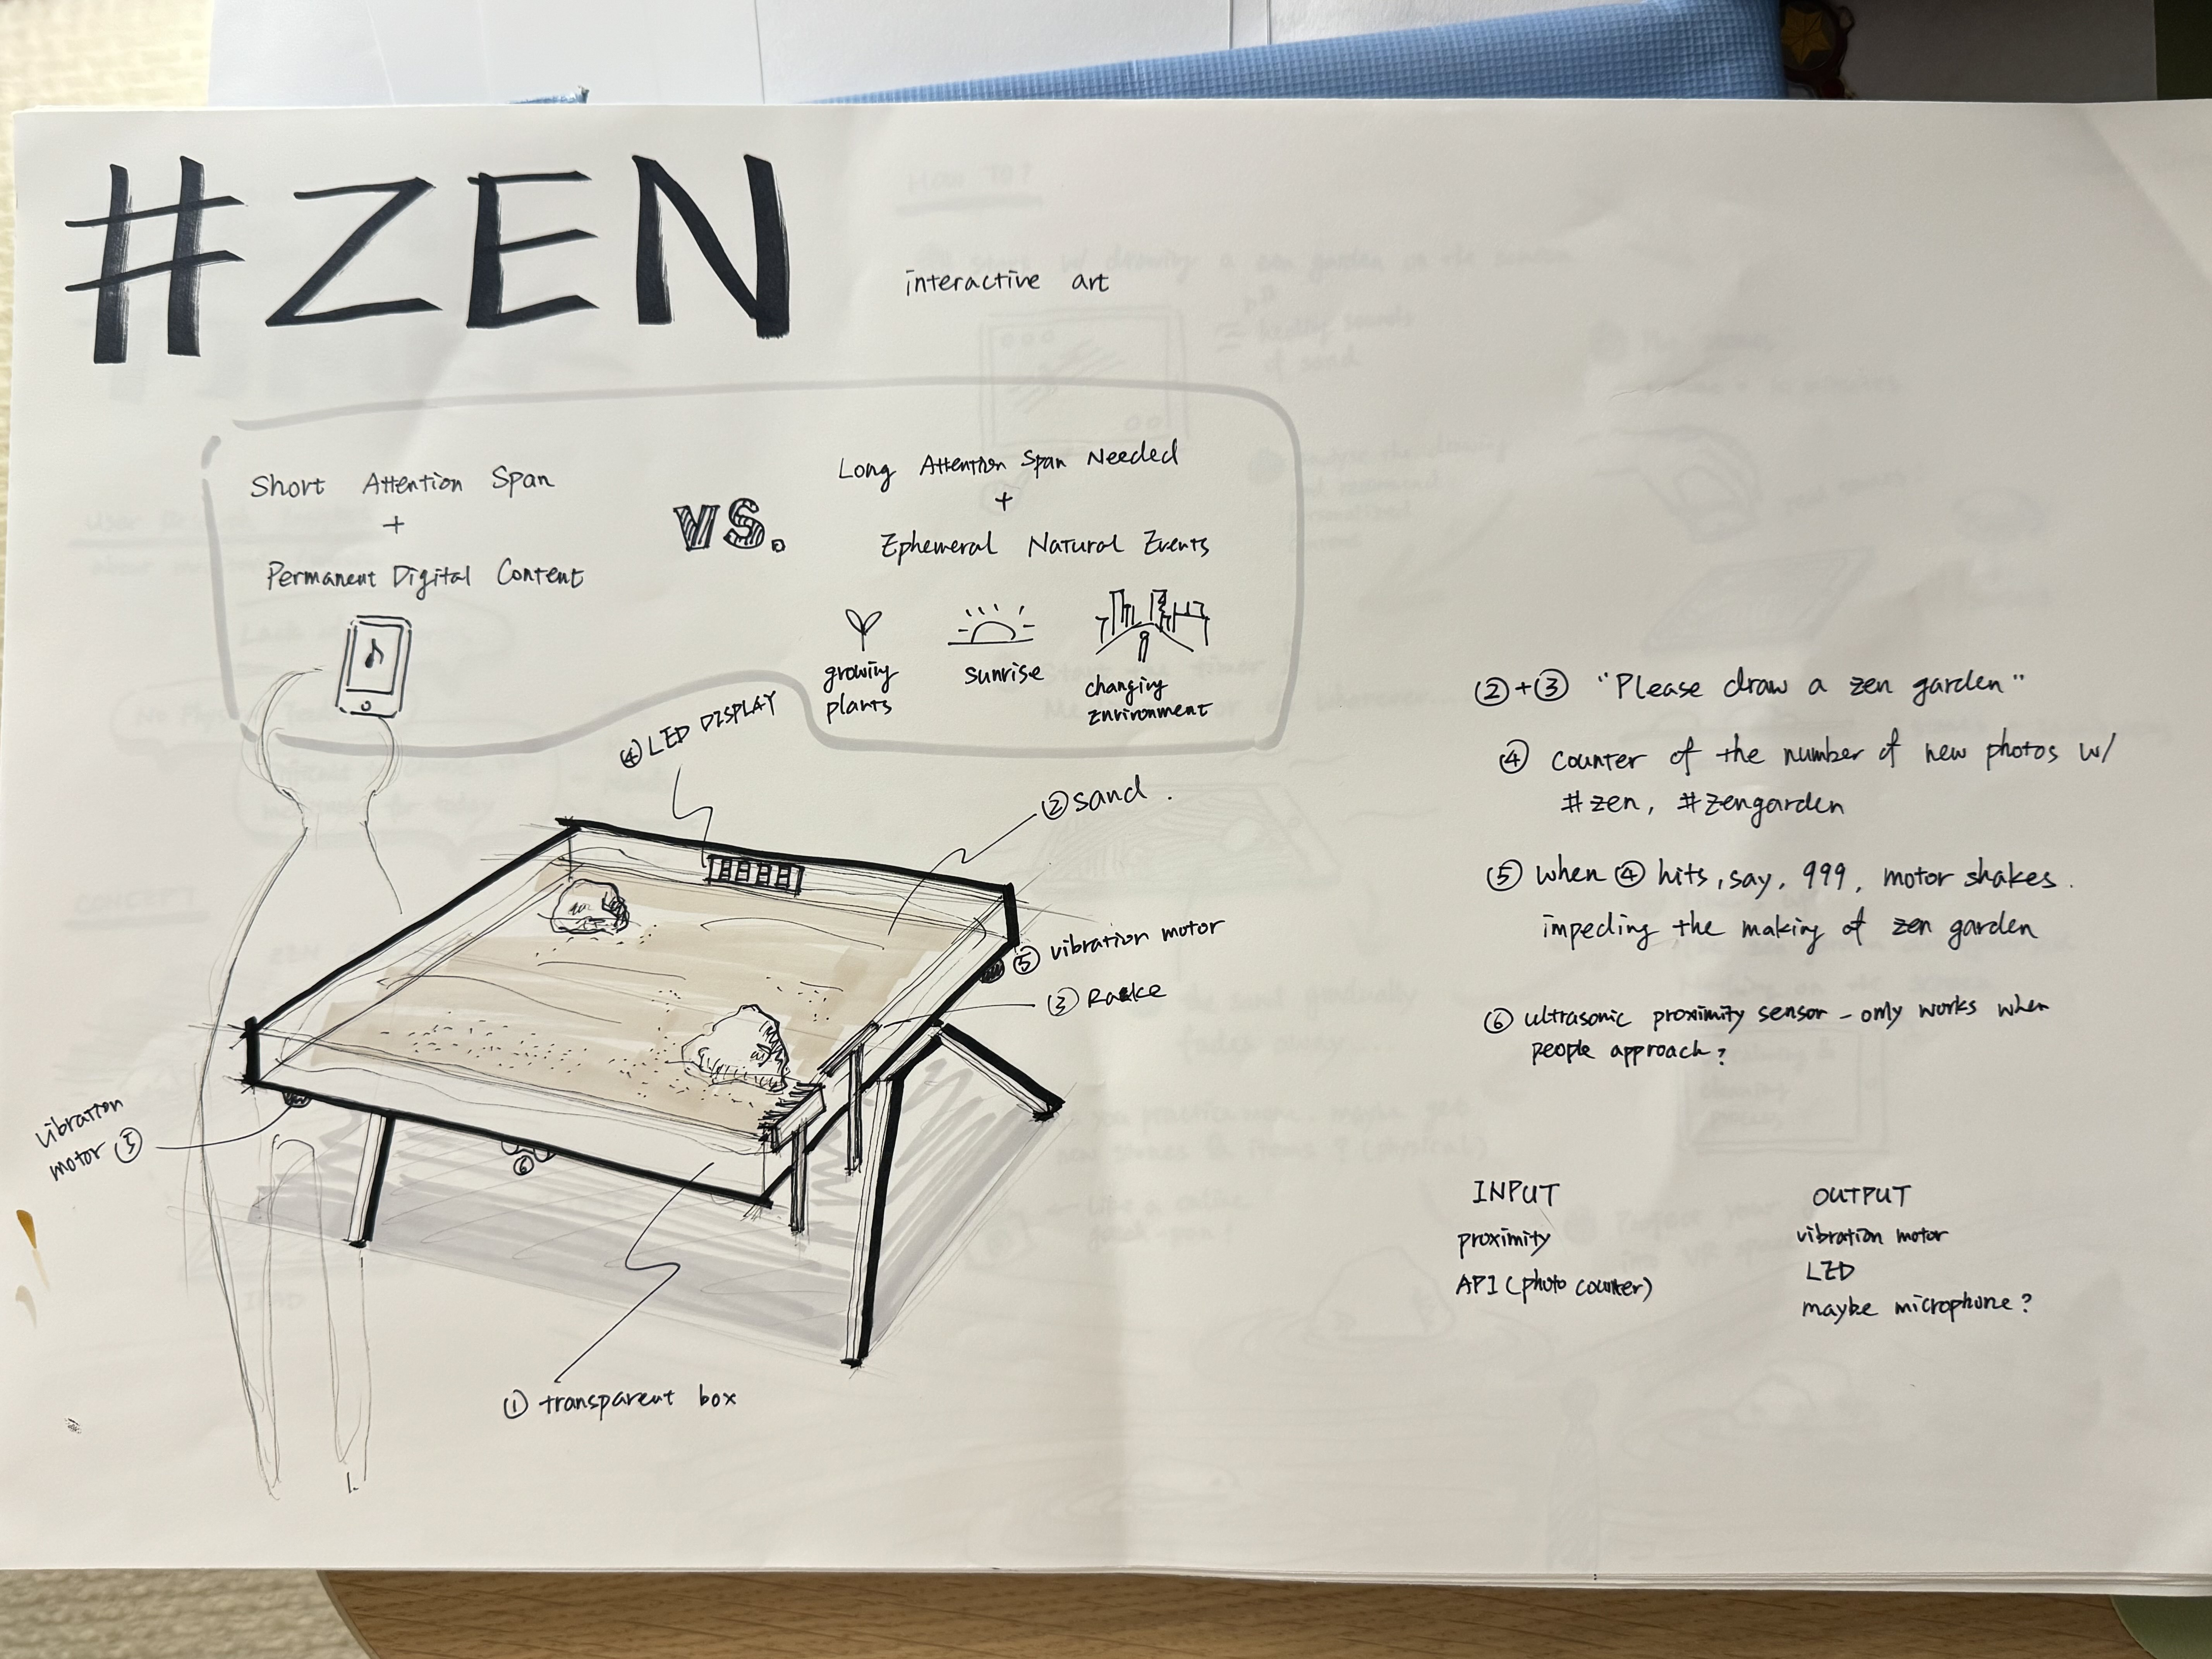 #ZEN
interactive art
Short Attention Span
+
Permanent Digital Content
VS.
Long Attention Span Needed
+
Ephemeral Natural Events
growing
plants
sunrise
changing
environment
④ LED DISPLAY
② sand.
⑤ vibration motor
③ Rake
vibration
motor ⑤
⑥
① transparent box
②+③ "Please draw a zen garden"
④ counter of the number of new photos w/
#zen, #zengarden
⑤ when ④ hits, say, 999, motor shakes.
impeding the making of zen garden
⑥ ultrasonic proximity sensor - only works when
people approach?
INPUT
proximity
API (photo counter)
OUTPUT
vibration motor
LED
maybe microphone?
HOW TO?
CONCEPT